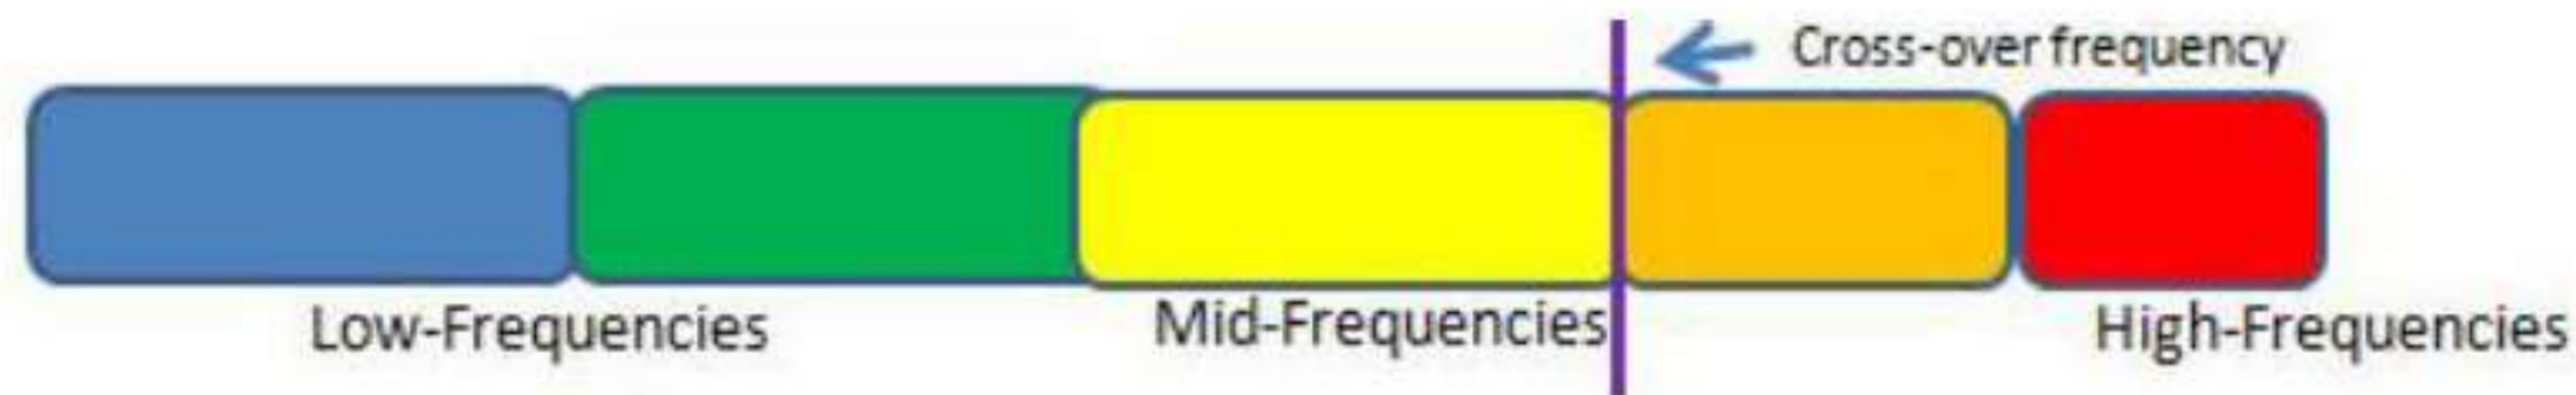 Cross-over frequency
Low-Frequencies
Mid-Frequencies
High-Frequencies